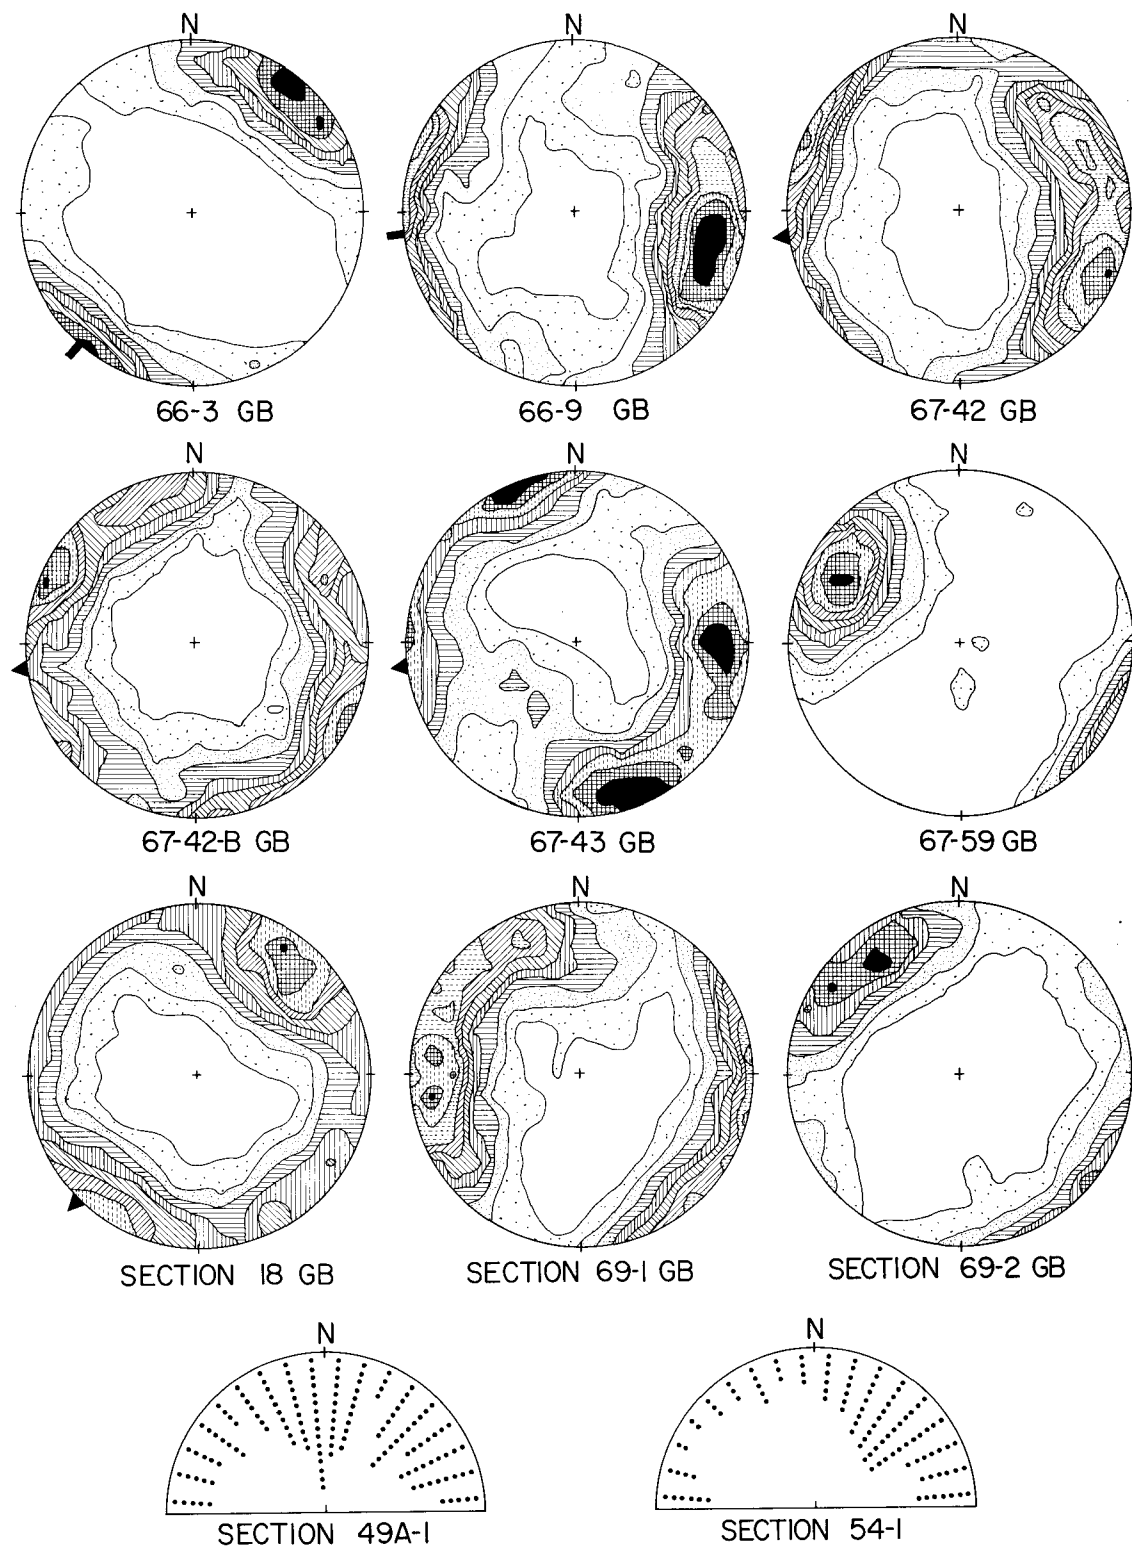 N N N
66-3 GB 66-9 GB 67-42 GB
N N N
67-42-B GB 67-43 GB 67-59 GB
N N N
SECTION 18 GB SECTION 69-1 GB SECTION 69-2 GB
N N
SECTION 49A-1 SECTION 54-1